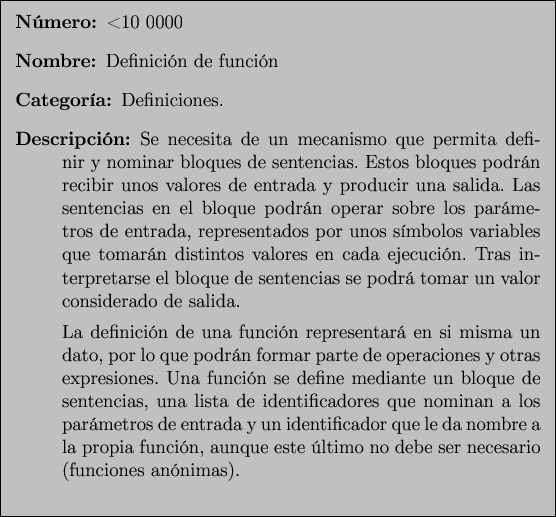 Número: <10 0000
Nombre: Definición de función
Categoría: Definiciones.
Descripción: Se necesita de un mecanismo que permita defi-
nir y nominar bloques de sentencias. Estos bloques podrán
recibir unos valores de entrada y producir una salida. Las
sentencias en el bloque podrán operar sobre los paráme-
tros de entrada, representados por unos símbolos variables
que tomarán distintos valores en cada ejecución. Tras in-
terpretarse el bloque de sentencias se podrá tomar un valor
considerado de salida.
La definición de una función representará en si misma un
dato, por lo que podrán formar parte de operaciones y otras
expresiones. Una función se define mediante un bloque de
sentencias, una lista de identificadores que nominan a los
parámetros de entrada y un identificador que le da nombre a
la propia función, aunque este último no debe ser necesario
(funciones anónimas).